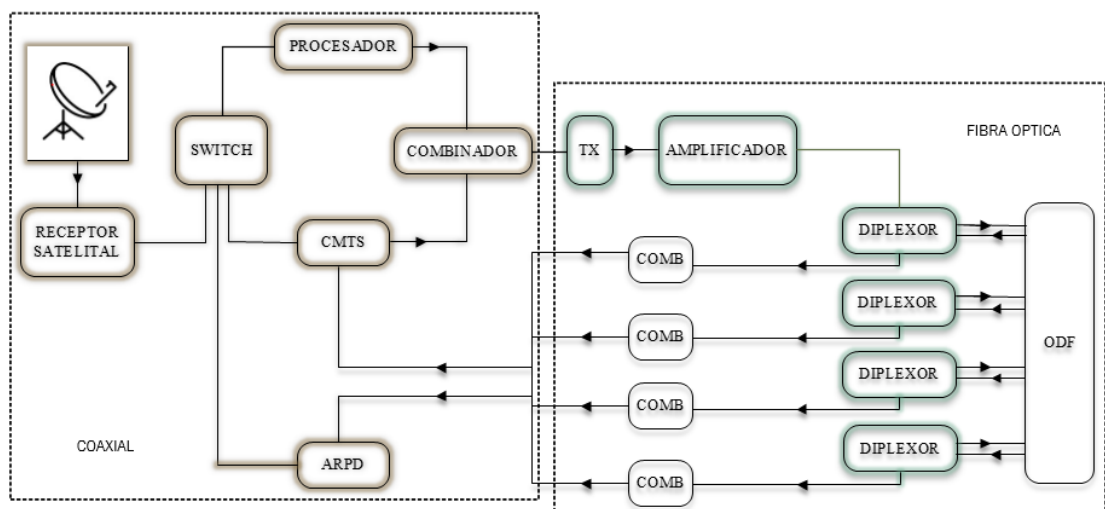 PROCESADOR
FIBRA OPTICA
SWITCH
COMBINADOR
TX
AMPLIFICADOR
RECEPTOR
SATELITAL
CMTS
DIPLEXOR
COMB
DIPLEXOR
COMB
ODF
DIPLEXOR
COMB
COAXIAL
DIPLEXOR
ARPD
COMB